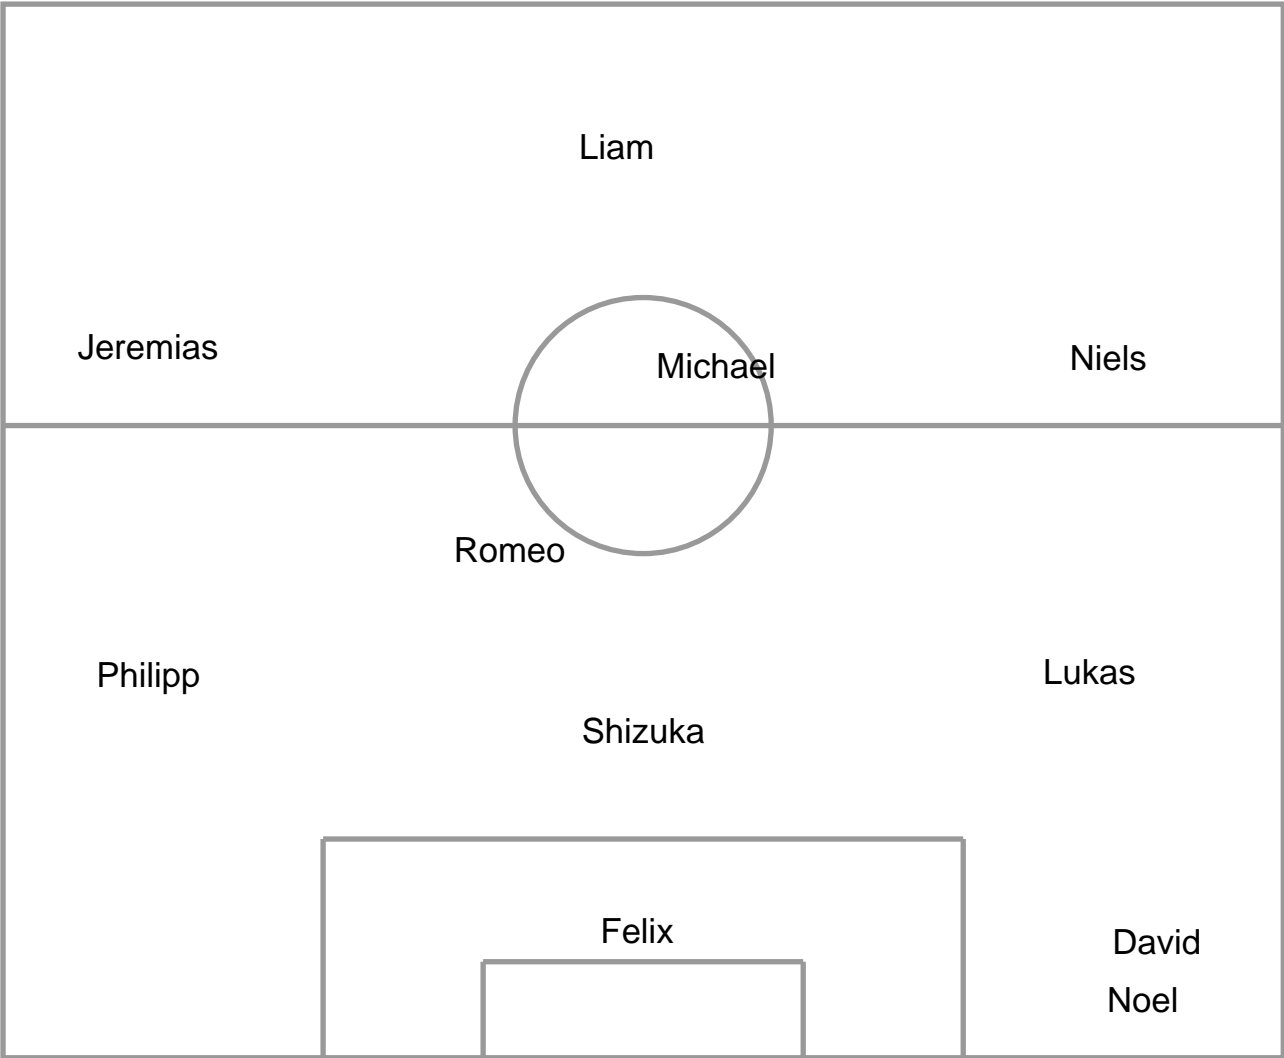 Liam
Jeremias
Michael
Niels
Romeo
Philipp
Lukas
Shizuka
Felix
David
Noel